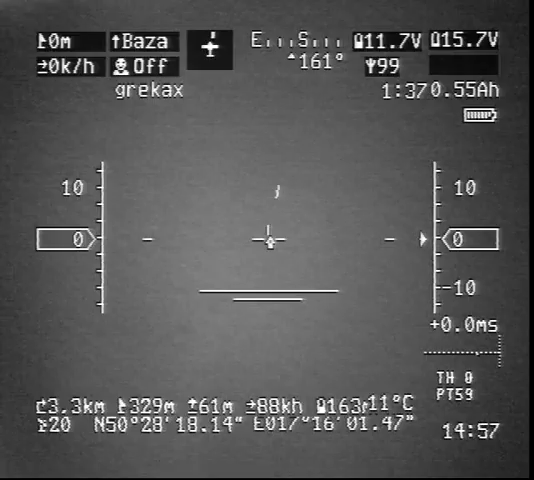 0m ↑Baza E...S... 11.7V 15.7V
±0k/h Off ▲161° 99
grekax 1:37 0.55Ah
10 10
0 0
-10
+0.0ms
TH 0
PT59
3.3km 329m ±61m 88kh 163 11°C
20 N50°28'18.14" E017°16'01.47"
14:57